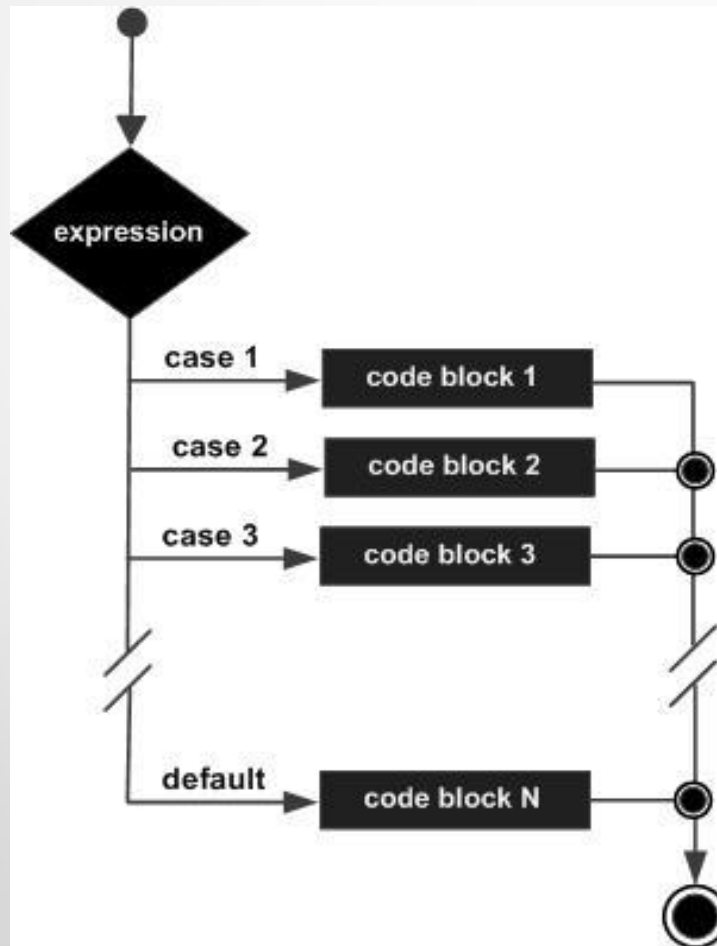 expression
case 1
code block 1
case 2
code block 2
case 3
code block 3
default
code block N